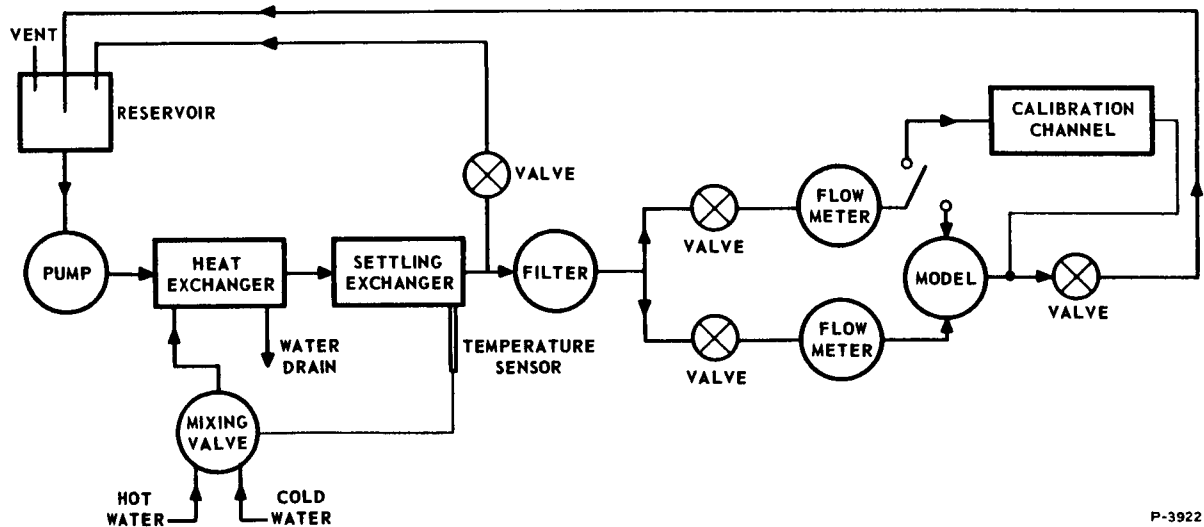 VENT
RESERVOIR
CALIBRATION
CHANNEL
VALVE
FLOW
METER
VALVE
PUMP
HEAT
EXCHANGER
SETTLING
EXCHANGER
FILTER
MODEL
VALVE
WATER
DRAIN
TEMPERATURE
SENSOR
VALVE
FLOW
METER
MIXING
VALVE
HOT
WATER
COLD
WATER
P-3922